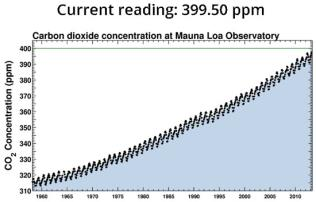 Current reading: 399.50 ppm
Carbon dioxide concentration at Mauna Loa Observatory
400
390
380
370
360
350
340
330
320
310
CO₂ Concentration (ppm)
1960 1965 1970 1975 1980 1985 1990 1995 2000 2005 2010